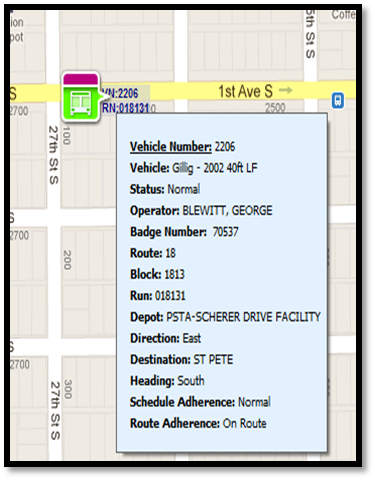 ion
pot
5th St S
Coffe
VN:2206
RN:018131
1st Ave S
S
2700
100
2500
27th St S
Vehicle Number: 2206
Vehicle: Gillig - 2002 40ft LF
Status: Normal
Operator: BLEWITT, GEORGE
Badge Number: 70537
Route: 18
Block: 1813
Run: 018131
Depot: PSTA-SCHERER DRIVE FACILITY
Direction: East
Destination: ST PETE
Heading: South
Schedule Adherence: Normal
Route Adherence: On Route
S
2700
200
S
2700
300
27th St S